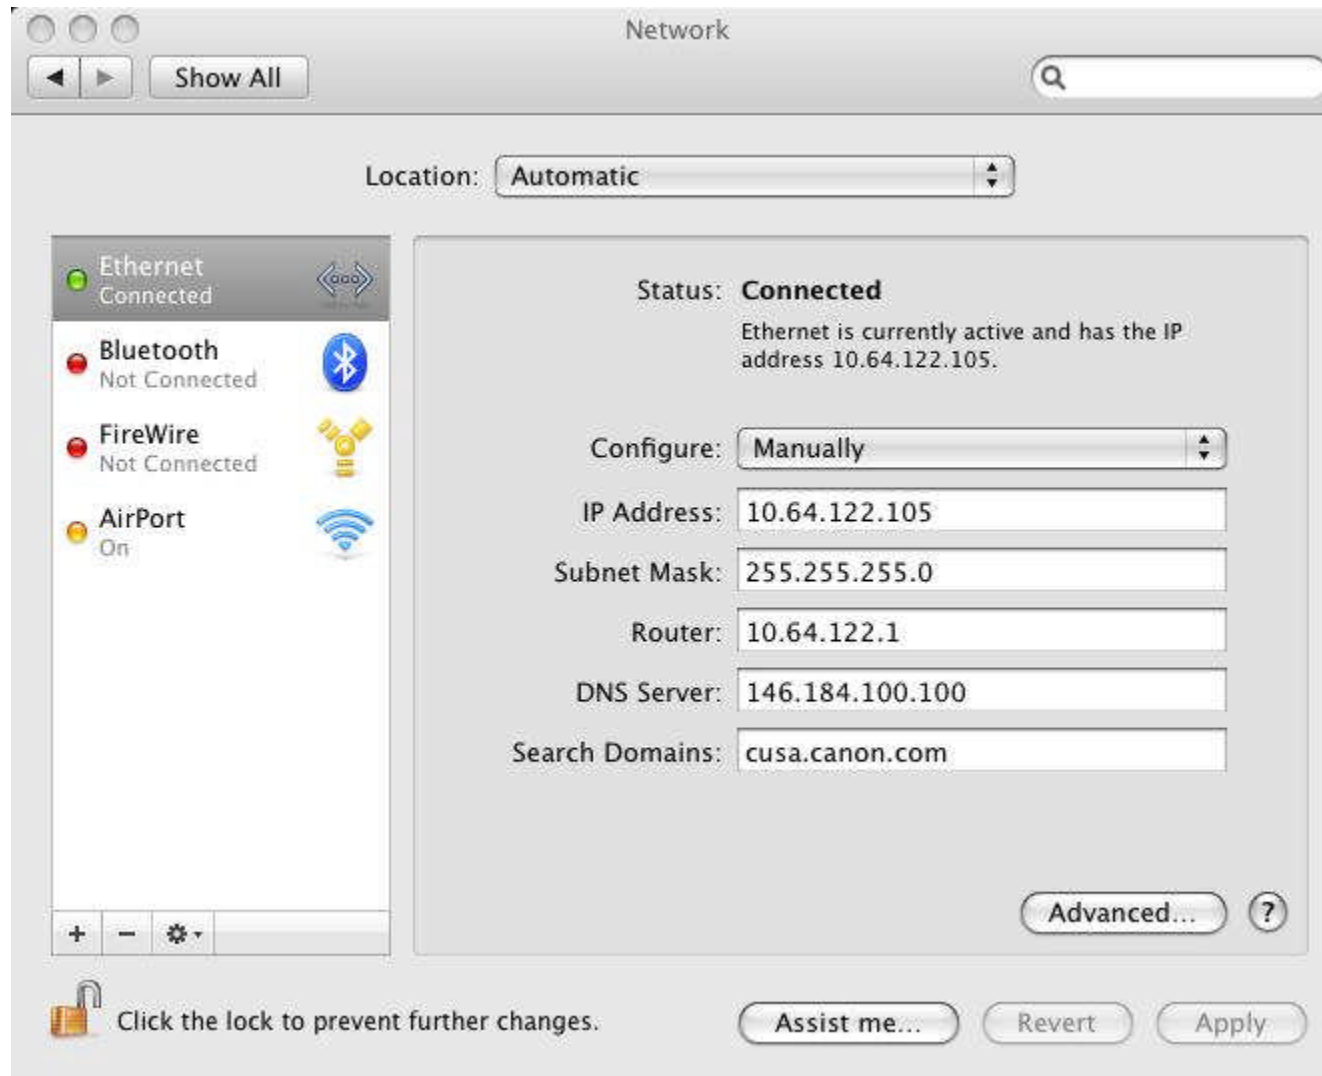 Network
Show All
Location: Automatic
Ethernet
Connected
Bluetooth
Not Connected
FireWire
Not Connected
AirPort
On
Status: Connected
Ethernet is currently active and has the IP
address 10.64.122.105.
Configure: Manually
IP Address: 10.64.122.105
Subnet Mask: 255.255.255.0
Router: 10.64.122.1
DNS Server: 146.184.100.100
Search Domains: cusa.canon.com
Advanced... ?
Click the lock to prevent further changes.
Assist me... Revert Apply